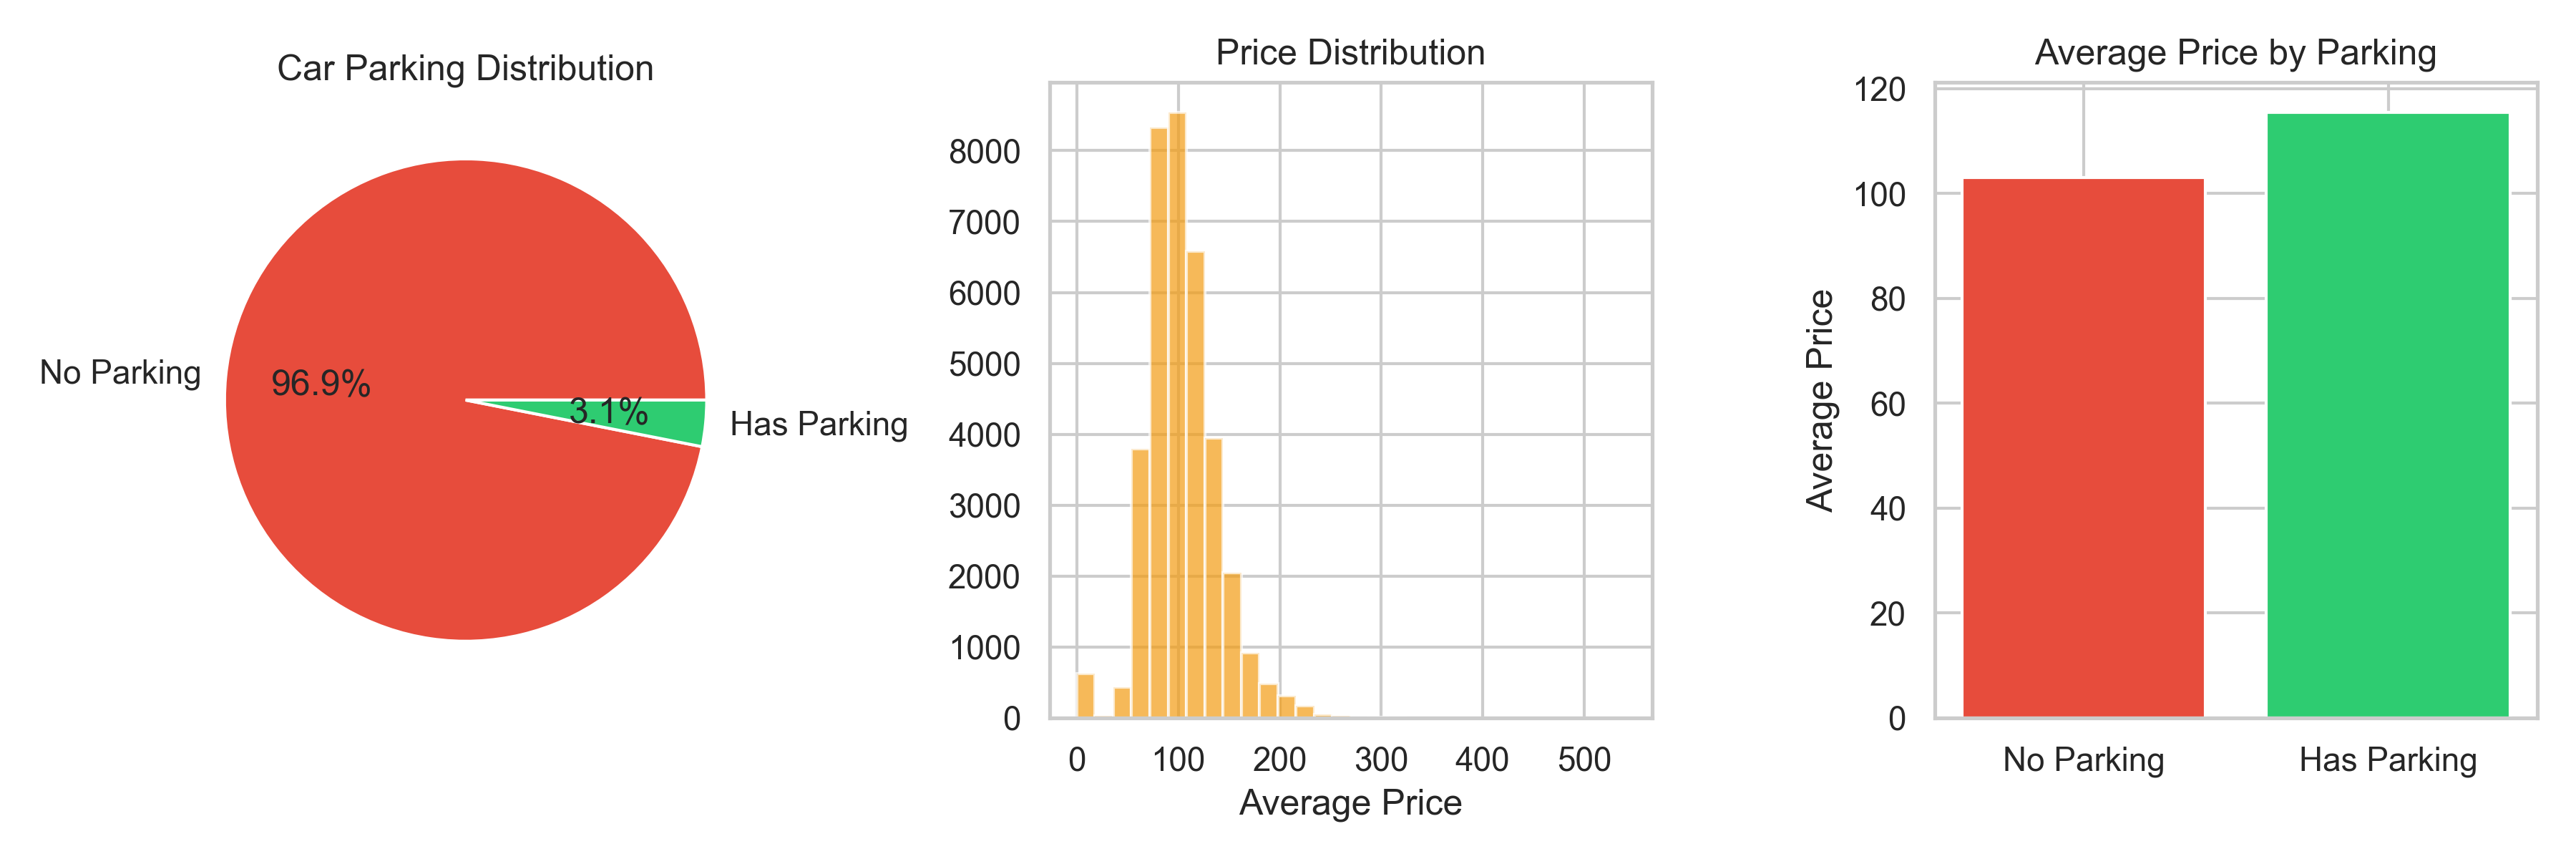 Car Parking Distribution
No Parking
96.9%
3.1%
Has Parking
Price Distribution
8000
7000
6000
5000
4000
3000
2000
1000
0
0 100 200 300 400 500
Average Price
Average Price by Parking
Average Price
120
100
80
60
40
20
0
No Parking Has Parking